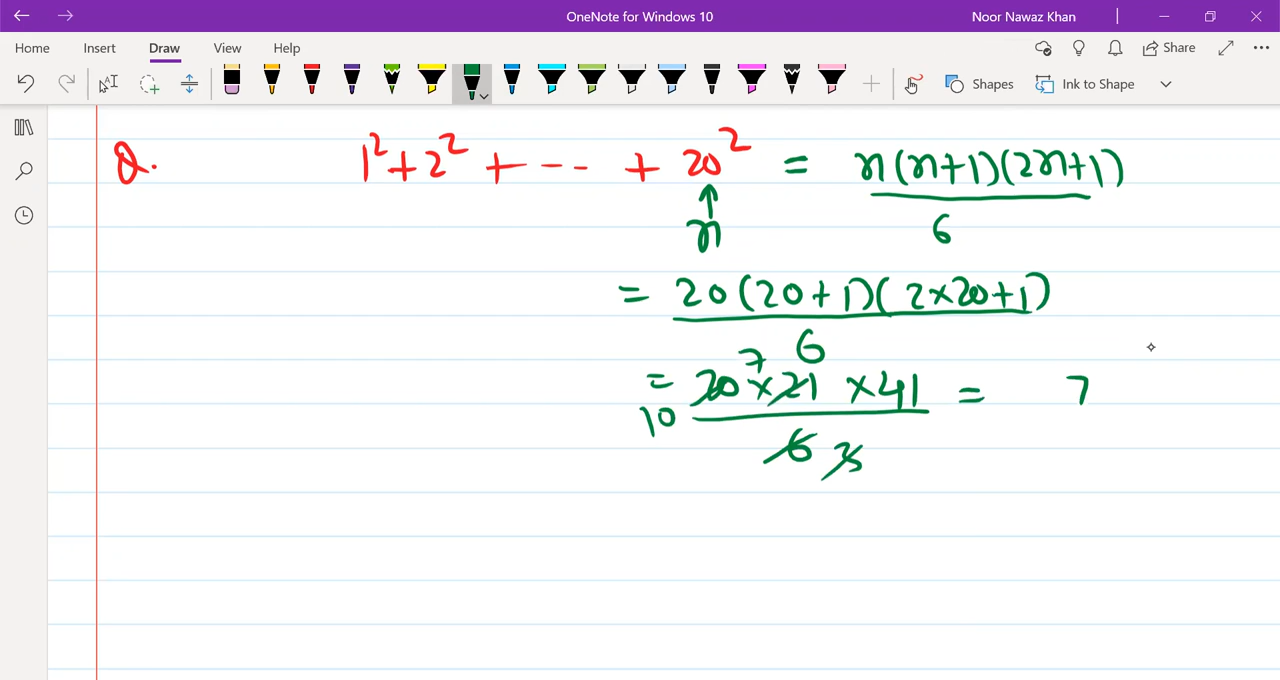 OneNote for Windows 10
Noor Nawaz Khan
Home Insert Draw View Help
Share
Shapes
Ink to Shape
Q. 1² + 2² + --- + 20² = n(n+1)(2n+1)
6
n
= 20(20+1)(2×20+1)
6
7
= 20 × 21 × 41 = 7
10
6 3